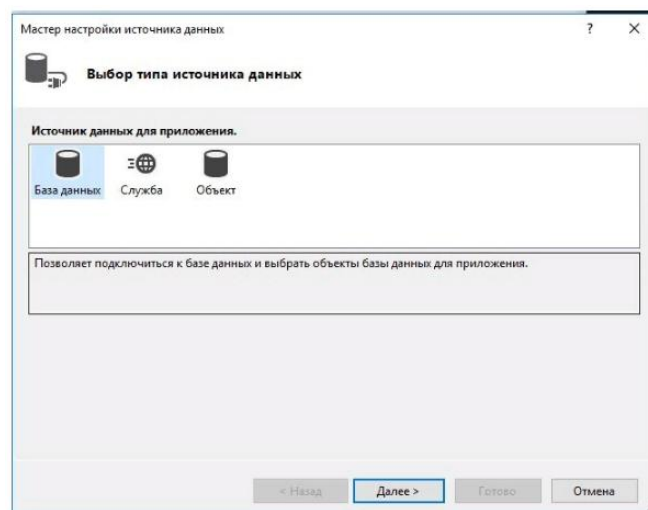 Мастер настройки источника данных ?
Выбор типа источника данных
Источник данных для приложения.
База данных Служба Объект
Позволяет подключиться к базе данных и выбрать объекты базы данных для приложения.
< Назад Далее > Готово Отмена